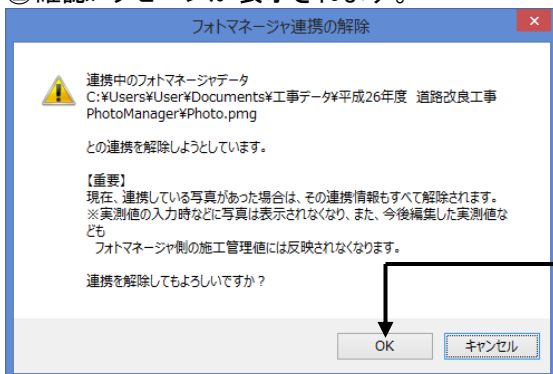 ②確認メッセージが表示されます。
フォトマネージャ連携の解除
連携中のフォトマネージャデータ
C:¥Users¥User¥Documents¥工事データ¥平成26年度 道路改良工事
PhotoManager¥Photo.pmg
との連携を解除しようとしています。
【重要】
現在、連携している写真があった場合は、その連携情報もすべて解除されます。
※実測値の入力時などに写真は表示されなくなり、また、今後編集した実測値な
ども
フォトマネージャ側の施工管理値には反映されなくなります。
連携を解除してもよろしいですか？
OK キャンセル